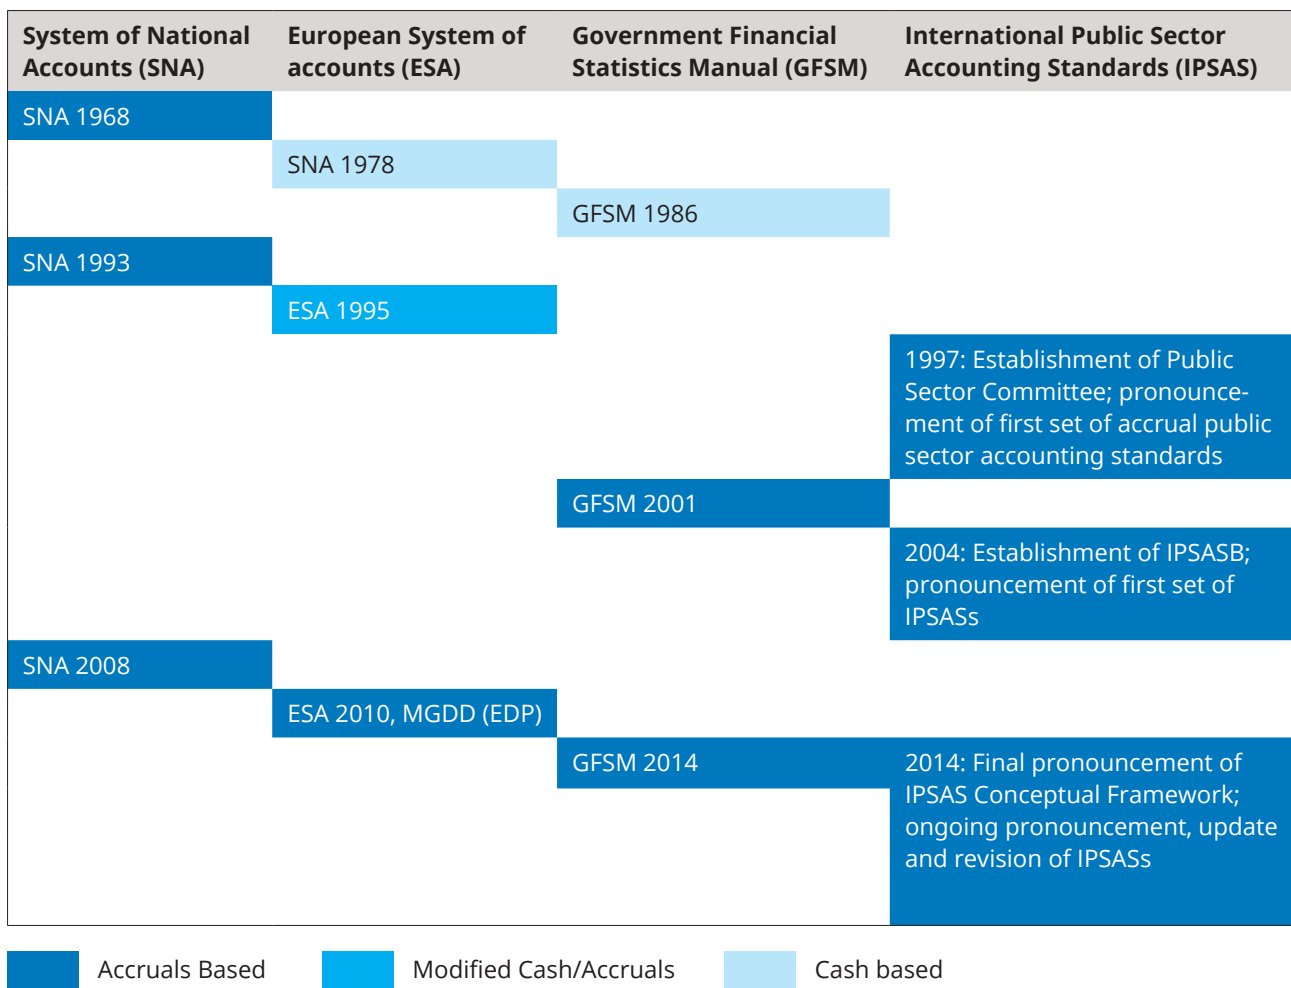 System of National
Accounts (SNA)
European System of
accounts (ESA)
Government Financial
Statistics Manual (GFSM)
International Public Sector
Accounting Standards (IPSAS)
SNA 1968
SNA 1978
GFSM 1986
SNA 1993
ESA 1995
1997: Establishment of Public
Sector Committee; pronounce-
ment of first set of accrual public
sector accounting standards
GFSM 2001
2004: Establishment of IPSASB;
pronouncement of first set of
IPSASs
SNA 2008
ESA 2010, MGDD (EDP)
GFSM 2014
2014: Final pronouncement of
IPSAS Conceptual Framework;
ongoing pronouncement, update
and revision of IPSASs
Accruals Based
Modified Cash/Accruals
Cash based